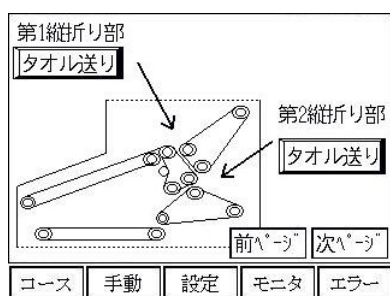 第1縦折り部
タオル送り
第2縦折り部
タオル送り
前ﾍﾟｰｼﾞ 次ﾍﾟｰｼﾞ
コース 手動 設定 モニタ エラー